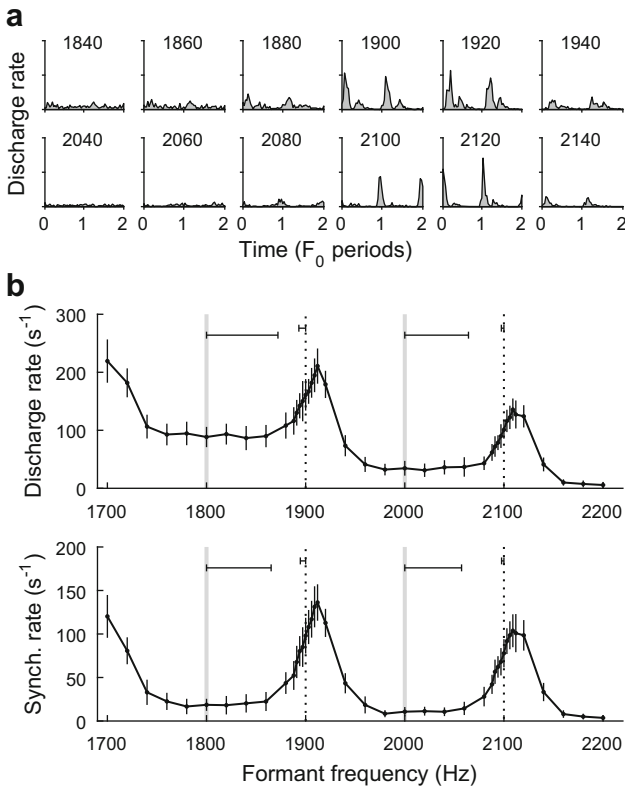 a
Discharge rate
1840 1860 1880 1900 1920 1940
2040 2060 2080 2100 2120 2140
0 1 2 0 1 2 0 1 2 0 1 2 0 1 2 0 1 2
Time (F0 periods)
b
Discharge rate (s-1)
300
200
100
0
1700 1800 1900 2000 2100 2200
Synch. rate (s-1)
200
150
100
50
0
1700 1800 1900 2000 2100 2200
Formant frequency (Hz)